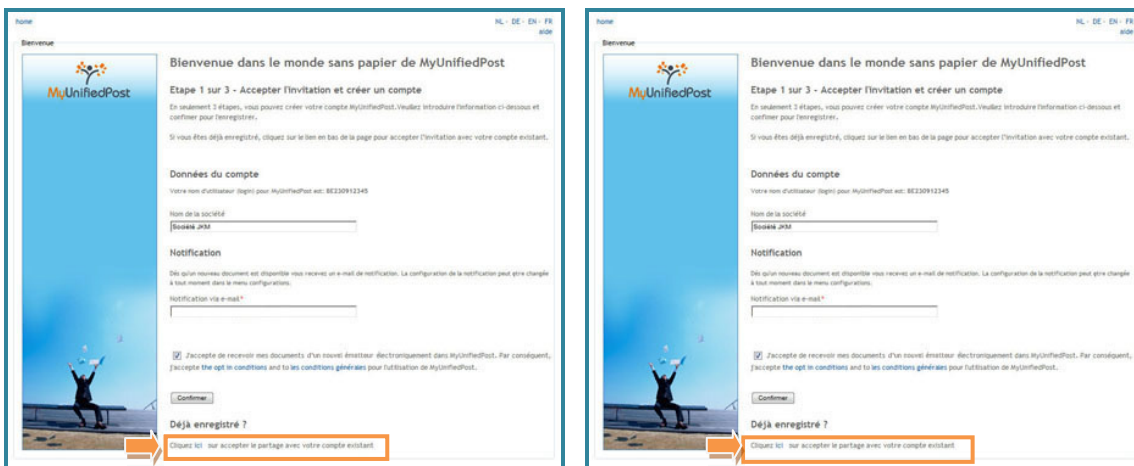 home
NL - DE - EN - FR
aide
Bienvenue
MyUnifiedPost
Bienvenue dans le monde sans papier de MyUnifiedPost
Etape 1 sur 3 - Accepter l'invitation et créer un compte
En seulement 3 étapes, vous pouvez créer votre compte MyUnifiedPost.Veuillez introduire l'information ci-dessous et
confimer pour l'enregistrer.
Si vous êtes déjà enregistré, cliquez sur le lien en bas de la page pour accepter l'invitation avec votre compte existant.
Données du compte
Votre nom d'utilisateur (login) pour MyUnifiedPost est: BE230912345
Nom de la société
Société JKM
Notification
Dès qu'un nouveau document est disponible vous recevez un e-mail de notification. La configuration de la notification peut être changée
à tout moment dans le menu configurations.
Notification via e-mail*
J'accepte de recevoir mes documents d'un nouvel émetteur électroniquement dans MyUnifiedPost. Par conséquent,
j'accepte the opt in conditions and to les conditions générales pour l'utilisation de MyUnifiedPost.
Confirmer
Déjà enregistré ?
Cliquez ici sur accepter le partage avec votre compte existant
home
NL - DE - EN - FR
aide
Bienvenue
MyUnifiedPost
Bienvenue dans le monde sans papier de MyUnifiedPost
Etape 1 sur 3 - Accepter l'invitation et créer un compte
En seulement 3 étapes, vous pouvez créer votre compte MyUnifiedPost.Veuillez introduire l'information ci-dessous et
confimer pour l'enregistrer.
Si vous êtes déjà enregistré, cliquez sur le lien en bas de la page pour accepter l'invitation avec votre compte existant.
Données du compte
Votre nom d'utilisateur (login) pour MyUnifiedPost est: BE230912345
Nom de la société
Société JKM
Notification
Dès qu'un nouveau document est disponible vous recevez un e-mail de notification. La configuration de la notification peut être changée
à tout moment dans le menu configurations.
Notification via e-mail*
J'accepte de recevoir mes documents d'un nouvel émetteur électroniquement dans MyUnifiedPost. Par conséquent,
j'accepte the opt in conditions and to les conditions générales pour l'utilisation de MyUnifiedPost.
Confirmer
Déjà enregistré ?
Cliquez ici sur accepter le partage avec votre compte existant